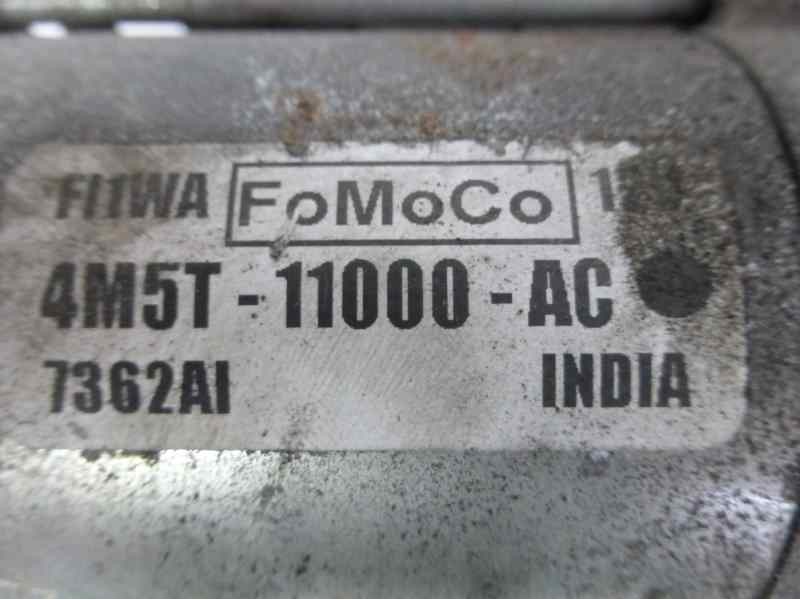 FI1WA FoMoCo
4M5T - 11000 - AC
7362AI INDIA